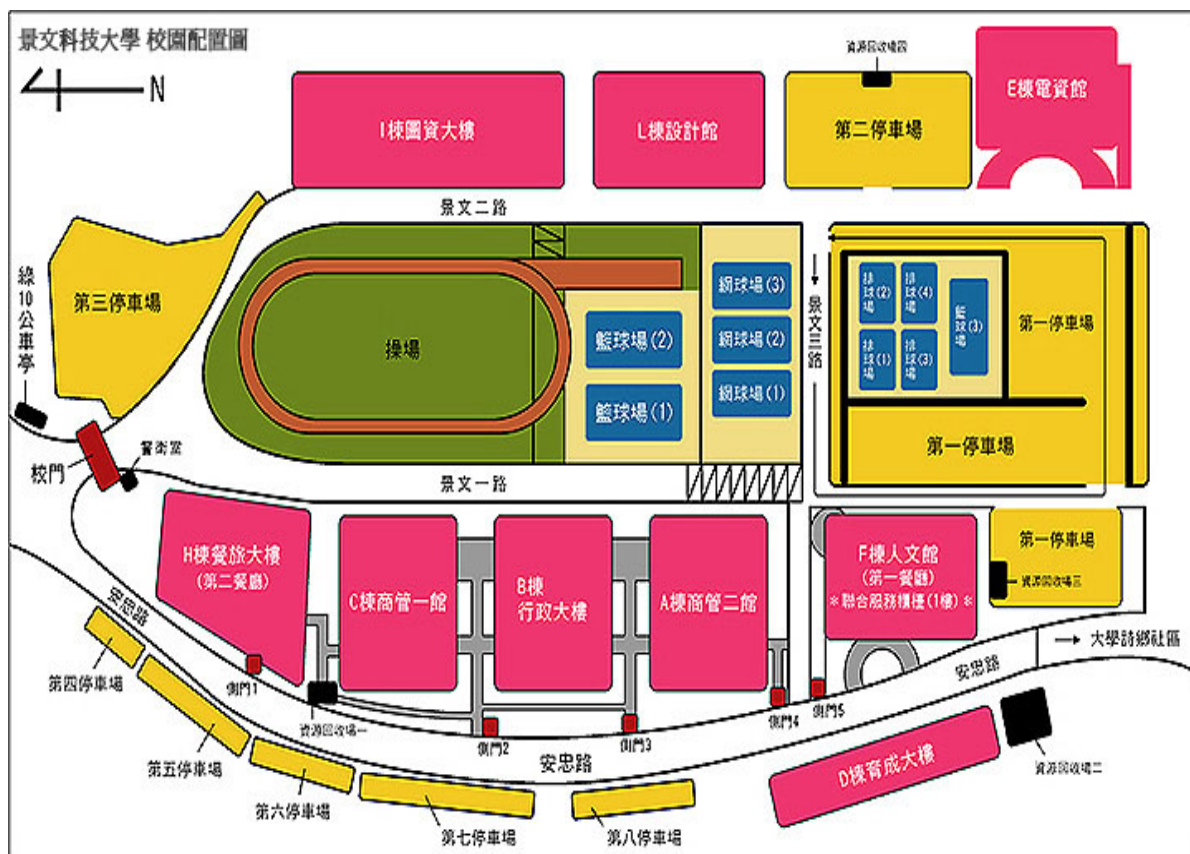 景文科技大學 校園配置圖
N
資源回收場四
E棟電資館
I棟圖資大樓
L棟設計館
第二停車場
景文二路
第三停車場
綠10公車亭
操場
籃球場(2)
籃球場(1)
網球場(3)
網球場(2)
網球場(1)
景文三路
排球場(2)
排球場(4)
籃球場(3)
排球場(1)
排球場(3)
第一停車場
第一停車場
校門
警衛室
景文一路
H棟餐旅大樓
(第二餐廳)
C棟商管一館
B棟
行政大樓
A棟商管二館
F棟人文館
(第一餐廳)
*聯合服務櫃檯(1樓)*
第一停車場
資源回收場三
安忠路
大學詩鄉社區
安忠路
第四停車場
側門1
資源回收場一
側門2
側門3
側門4
側門5
第五停車場
安忠路
D棟育成大樓
資源回收場二
第六停車場
第七停車場
第八停車場